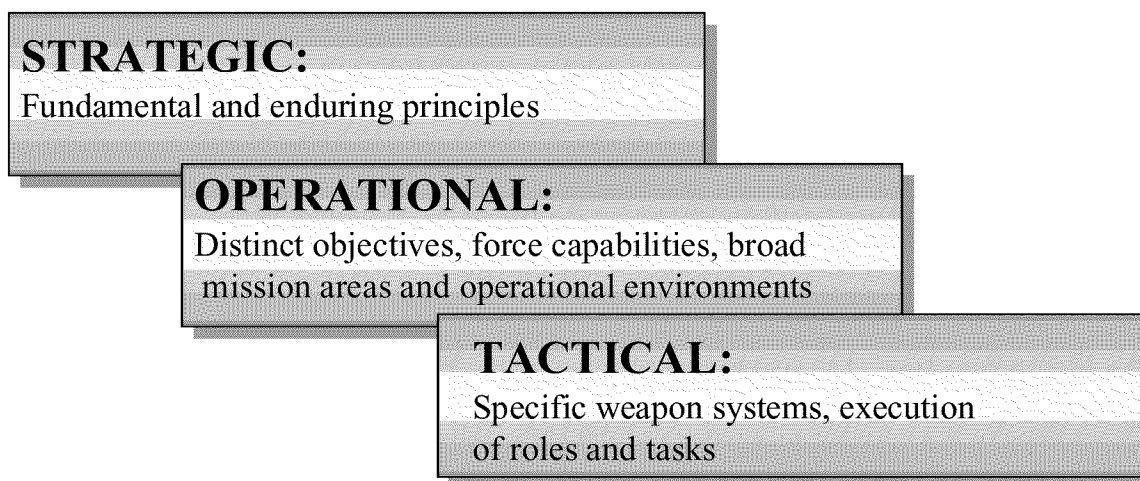 STRATEGIC:
Fundamental and enduring principles
OPERATIONAL:
Distinct objectives, force capabilities, broad
mission areas and operational environments
TACTICAL:
Specific weapon systems, execution
of roles and tasks